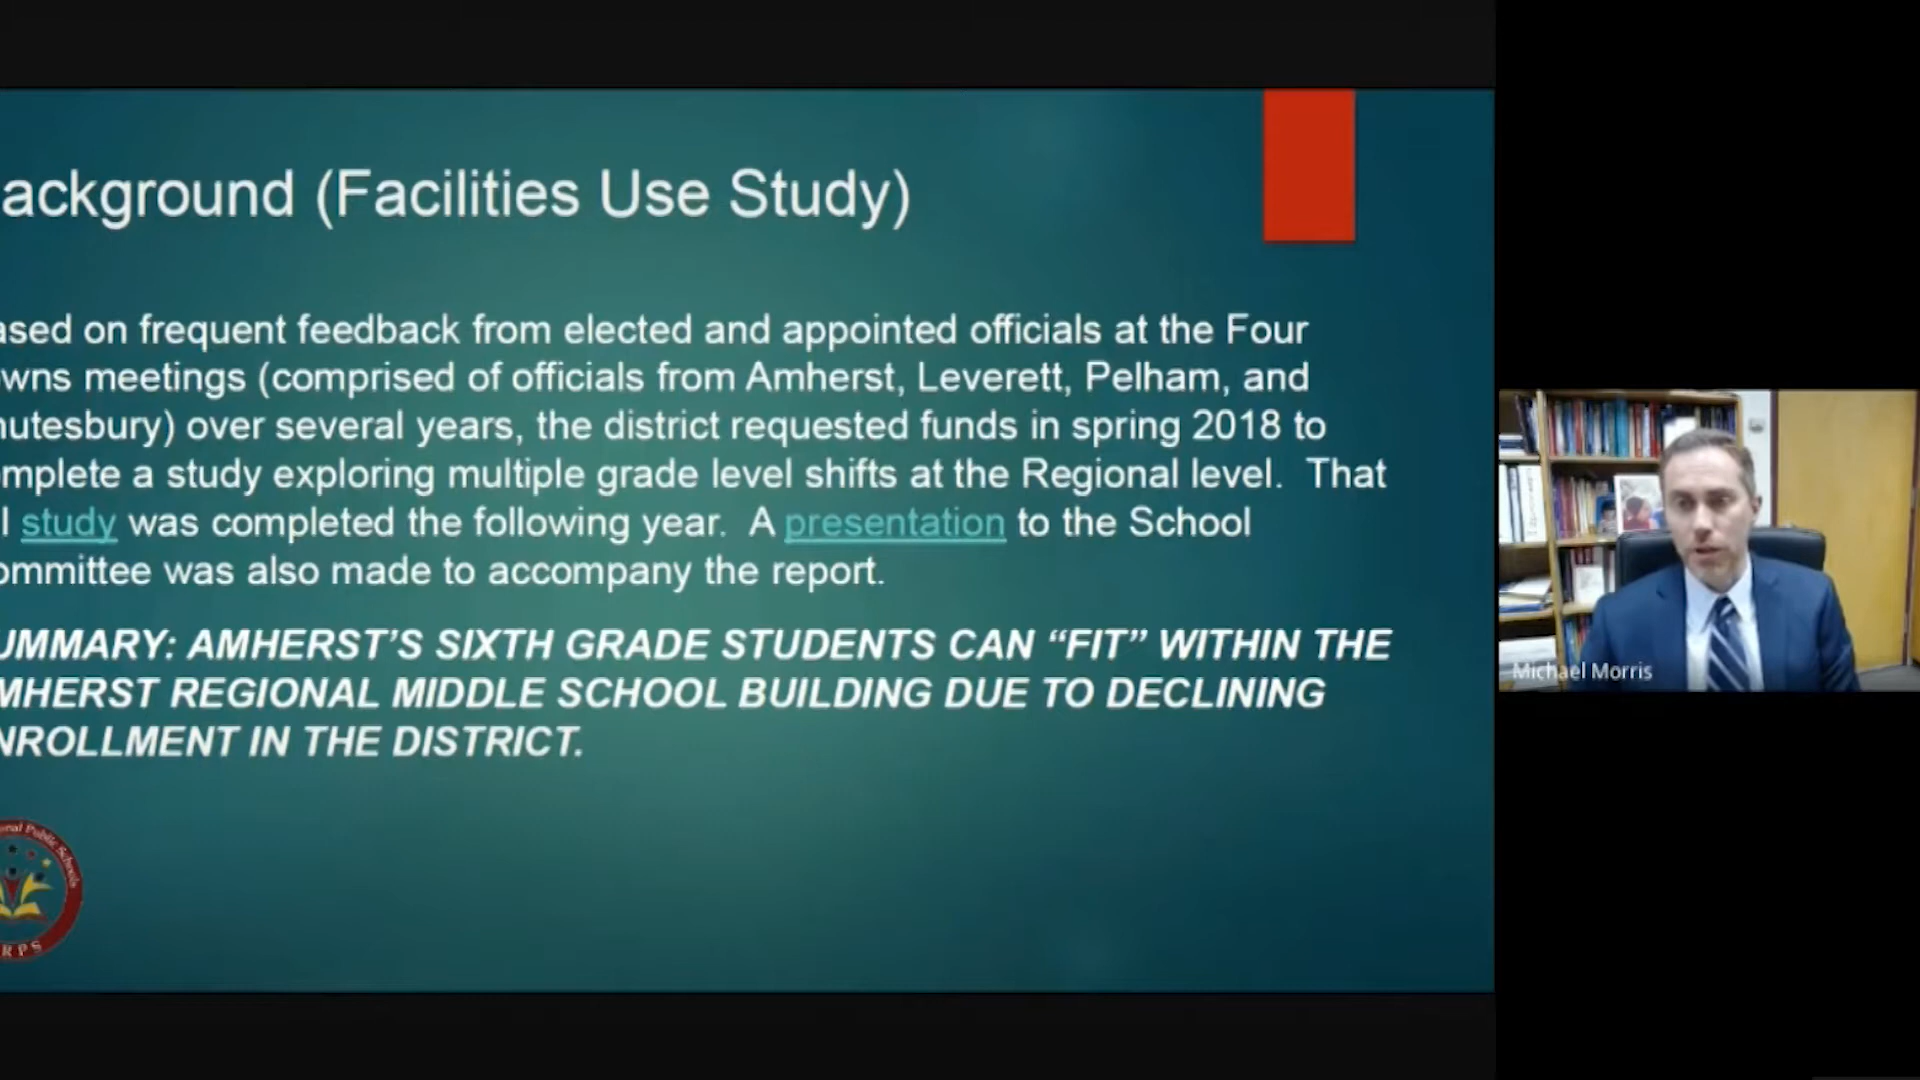 ackground (Facilities Use Study)
ased on frequent feedback from elected and appointed officials at the Four
wns meetings (comprised of officials from Amherst, Leverett, Pelham, and
hutesbury) over several years, the district requested funds in spring 2018 to
omplete a study exploring multiple grade level shifts at the Regional level. That
l study was completed the following year. A presentation to the School
ommittee was also made to accompany the report.
UMMARY: AMHERST’S SIXTH GRADE STUDENTS CAN “FIT” WITHIN THE
MHERST REGIONAL MIDDLE SCHOOL BUILDING DUE TO DECLINING
NROLLMENT IN THE DISTRICT.
onal Public Schools
RPS
Michael Morris